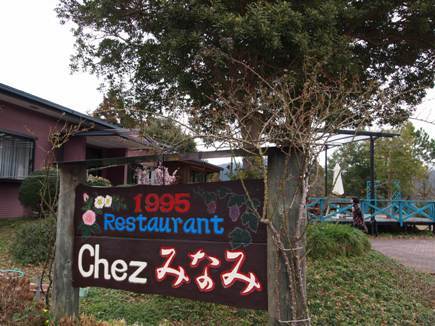 1995
Restaurant
Chez みなみ